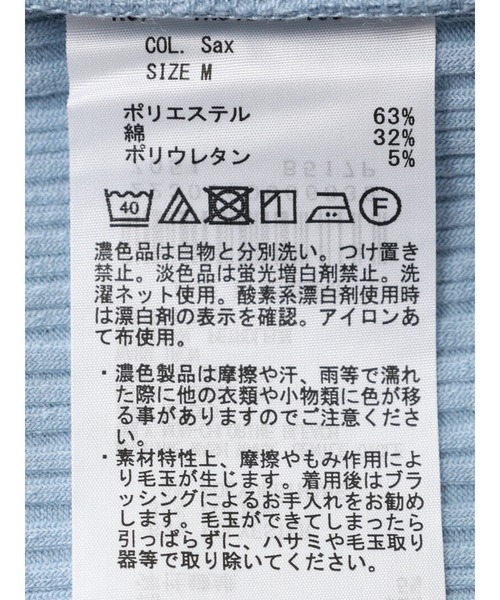 COL. Sax
SIZE M
ポリエステル 63%
綿 32%
ポリウレタン 5%
40 F
濃色品は白物と分別洗い。つけ置き
禁止。淡色品は蛍光増白剤禁止。洗
濯ネット使用。酸素系漂白剤使用時
は漂白剤の表示を確認。アイロンあ
て布使用。
・濃色製品は摩擦や汗、雨等で濡れ
た際に他の衣類や小物類に色が移
る事がありますのでご注意くださ
い。
・素材特性上、摩擦やもみ作用によ
り毛玉が生じます。着用後はブラ
ッシングによるお手入れをお勧め
します。毛玉ができてしまったら
引っぱらずに、ハサミや毛玉取り
器等で取り除いてください。